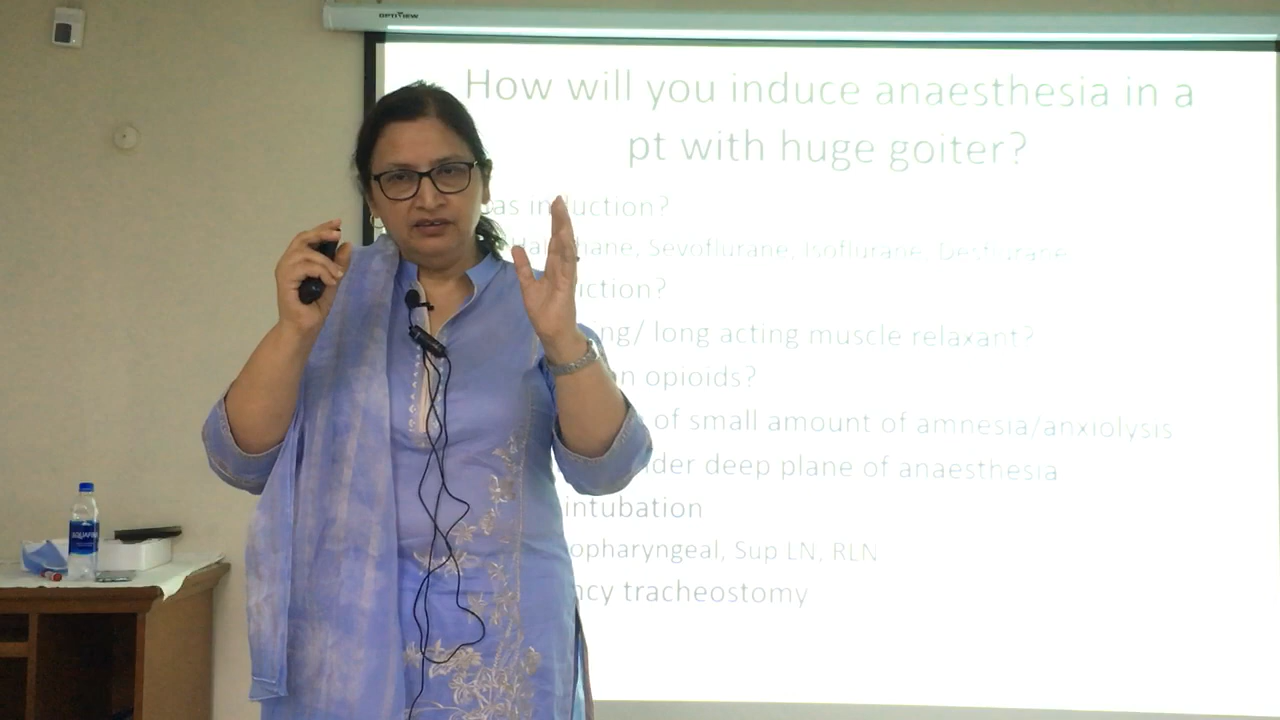 OPTIVIEW
How will you induce anaesthesia in a
pt with huge goiter?
as induction?
Halothane, Sevoflurane, Isoflurane, Desflurane
iction?
ng/ long acting muscle relaxant?
n opioids?
of small amount of amnesia/anxiolysis
der deep plane of anaesthesia
intubation
opharyngeal, Sup LN, RLN
ncy tracheostomy
AQUAFINA